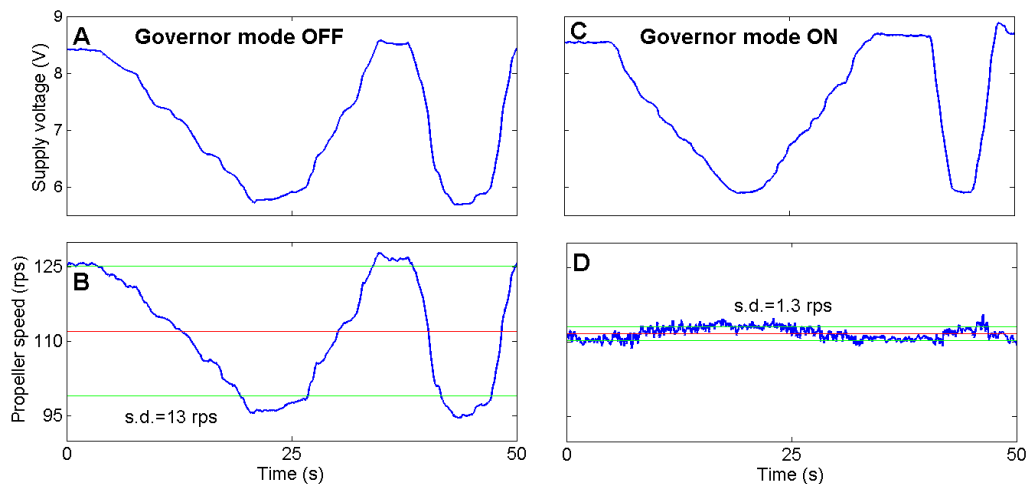 A Governor mode OFF
9
8
7
6
Supply voltage (V)
C Governor mode ON
B
125
110
95
Propeller speed (rps)
s.d.=13 rps
0 25 50
Time (s)
D
s.d.=1.3 rps
0 25 50
Time (s)